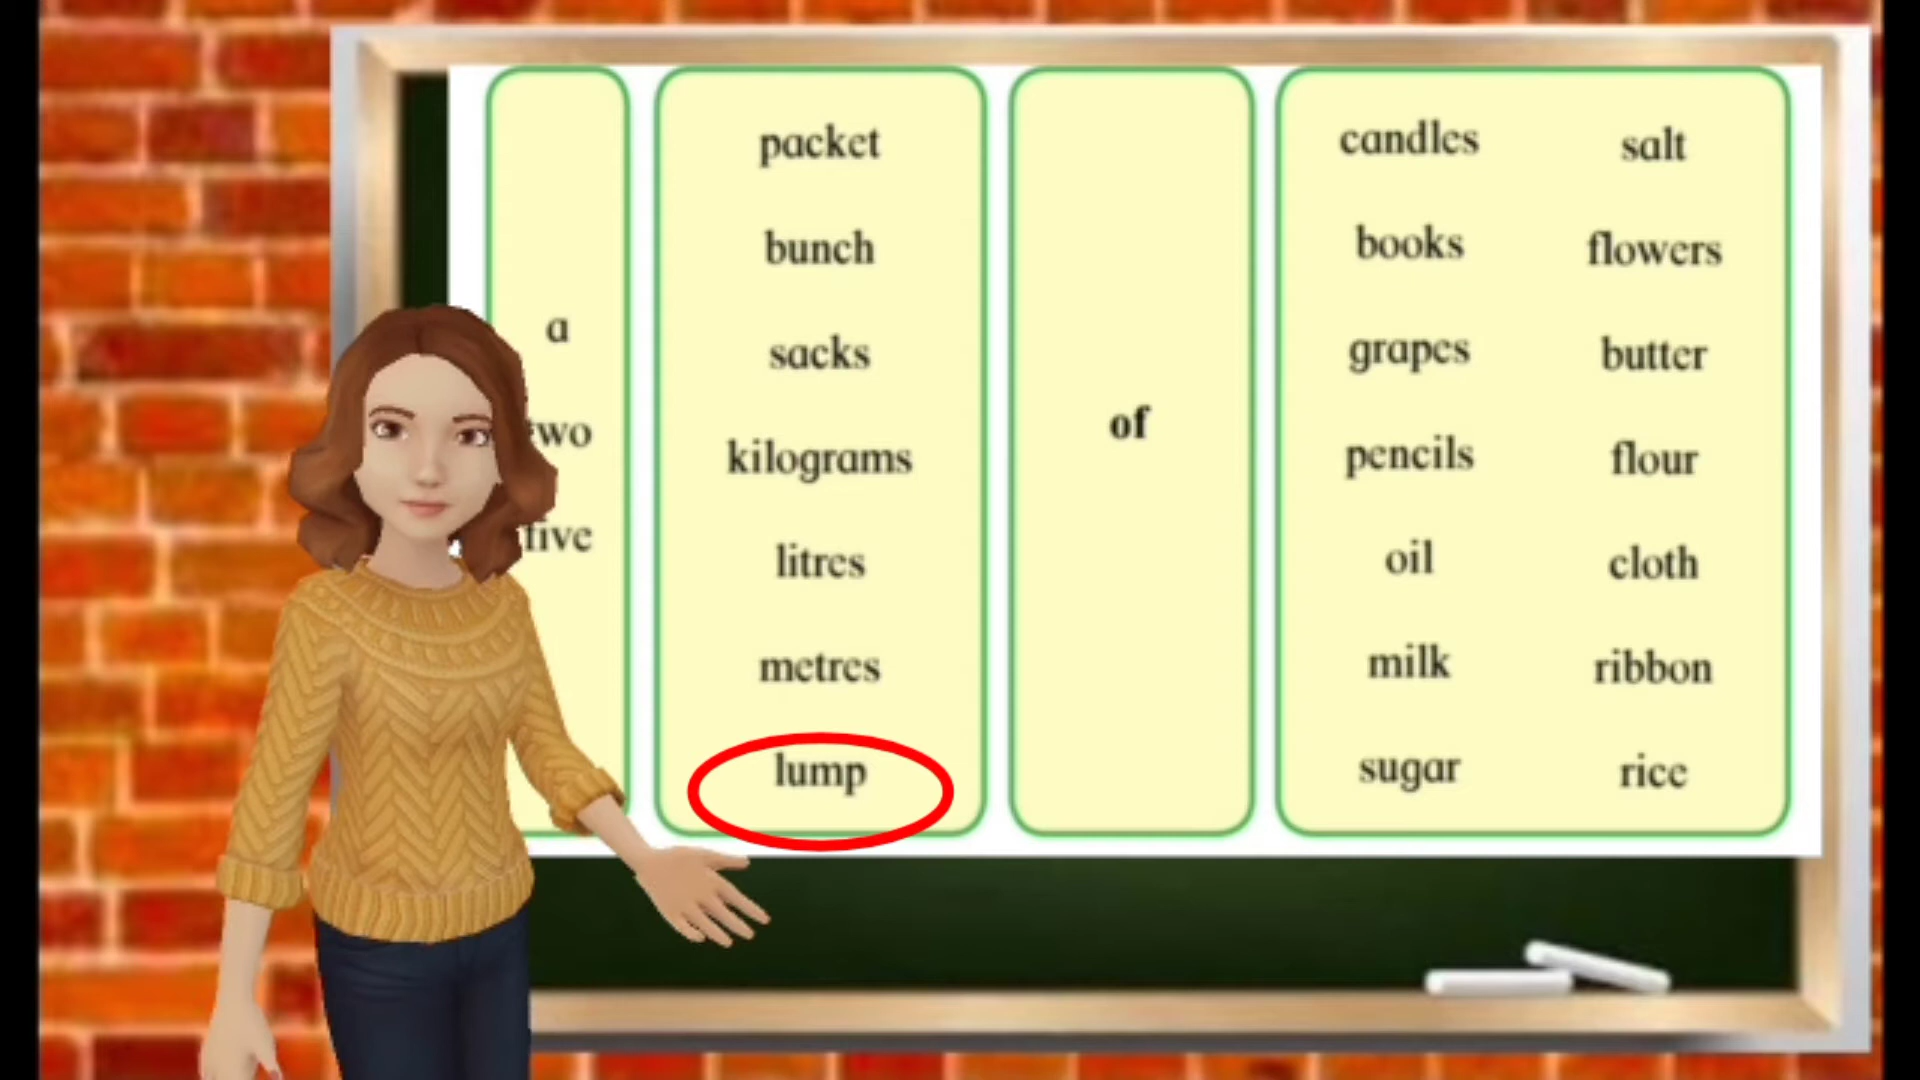 a
two
five
packet
bunch
sacks
kilograms
litres
metres
lump
of
candles salt
books flowers
grapes butter
pencils flour
oil cloth
milk ribbon
sugar rice